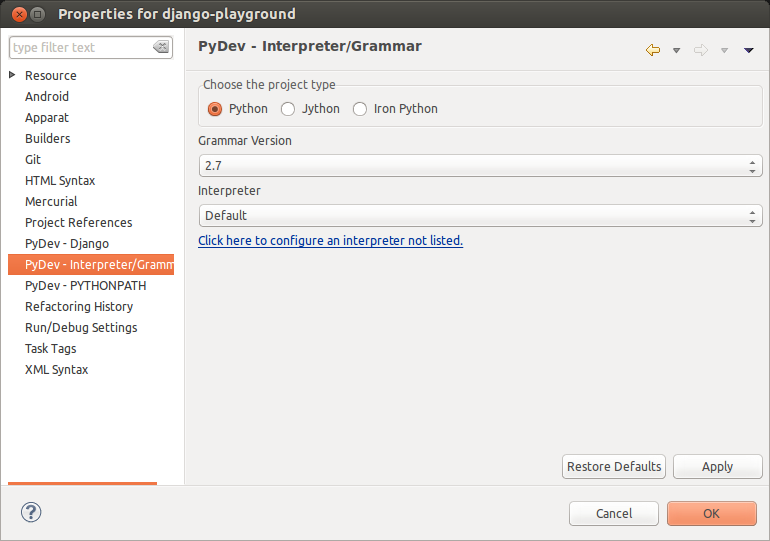 Properties for django-playground
type filter text
Resource
Android
Apparat
Builders
Git
HTML Syntax
Mercurial
Project References
PyDev - Django
PyDev - Interpreter/Gramm
PyDev - PYTHONPATH
Refactoring History
Run/Debug Settings
Task Tags
XML Syntax
PyDev - Interpreter/Grammar
Choose the project type
Python Jython Iron Python
Grammar Version
2.7
Interpreter
Default
Click here to configure an interpreter not listed.
Restore Defaults Apply
? Cancel OK